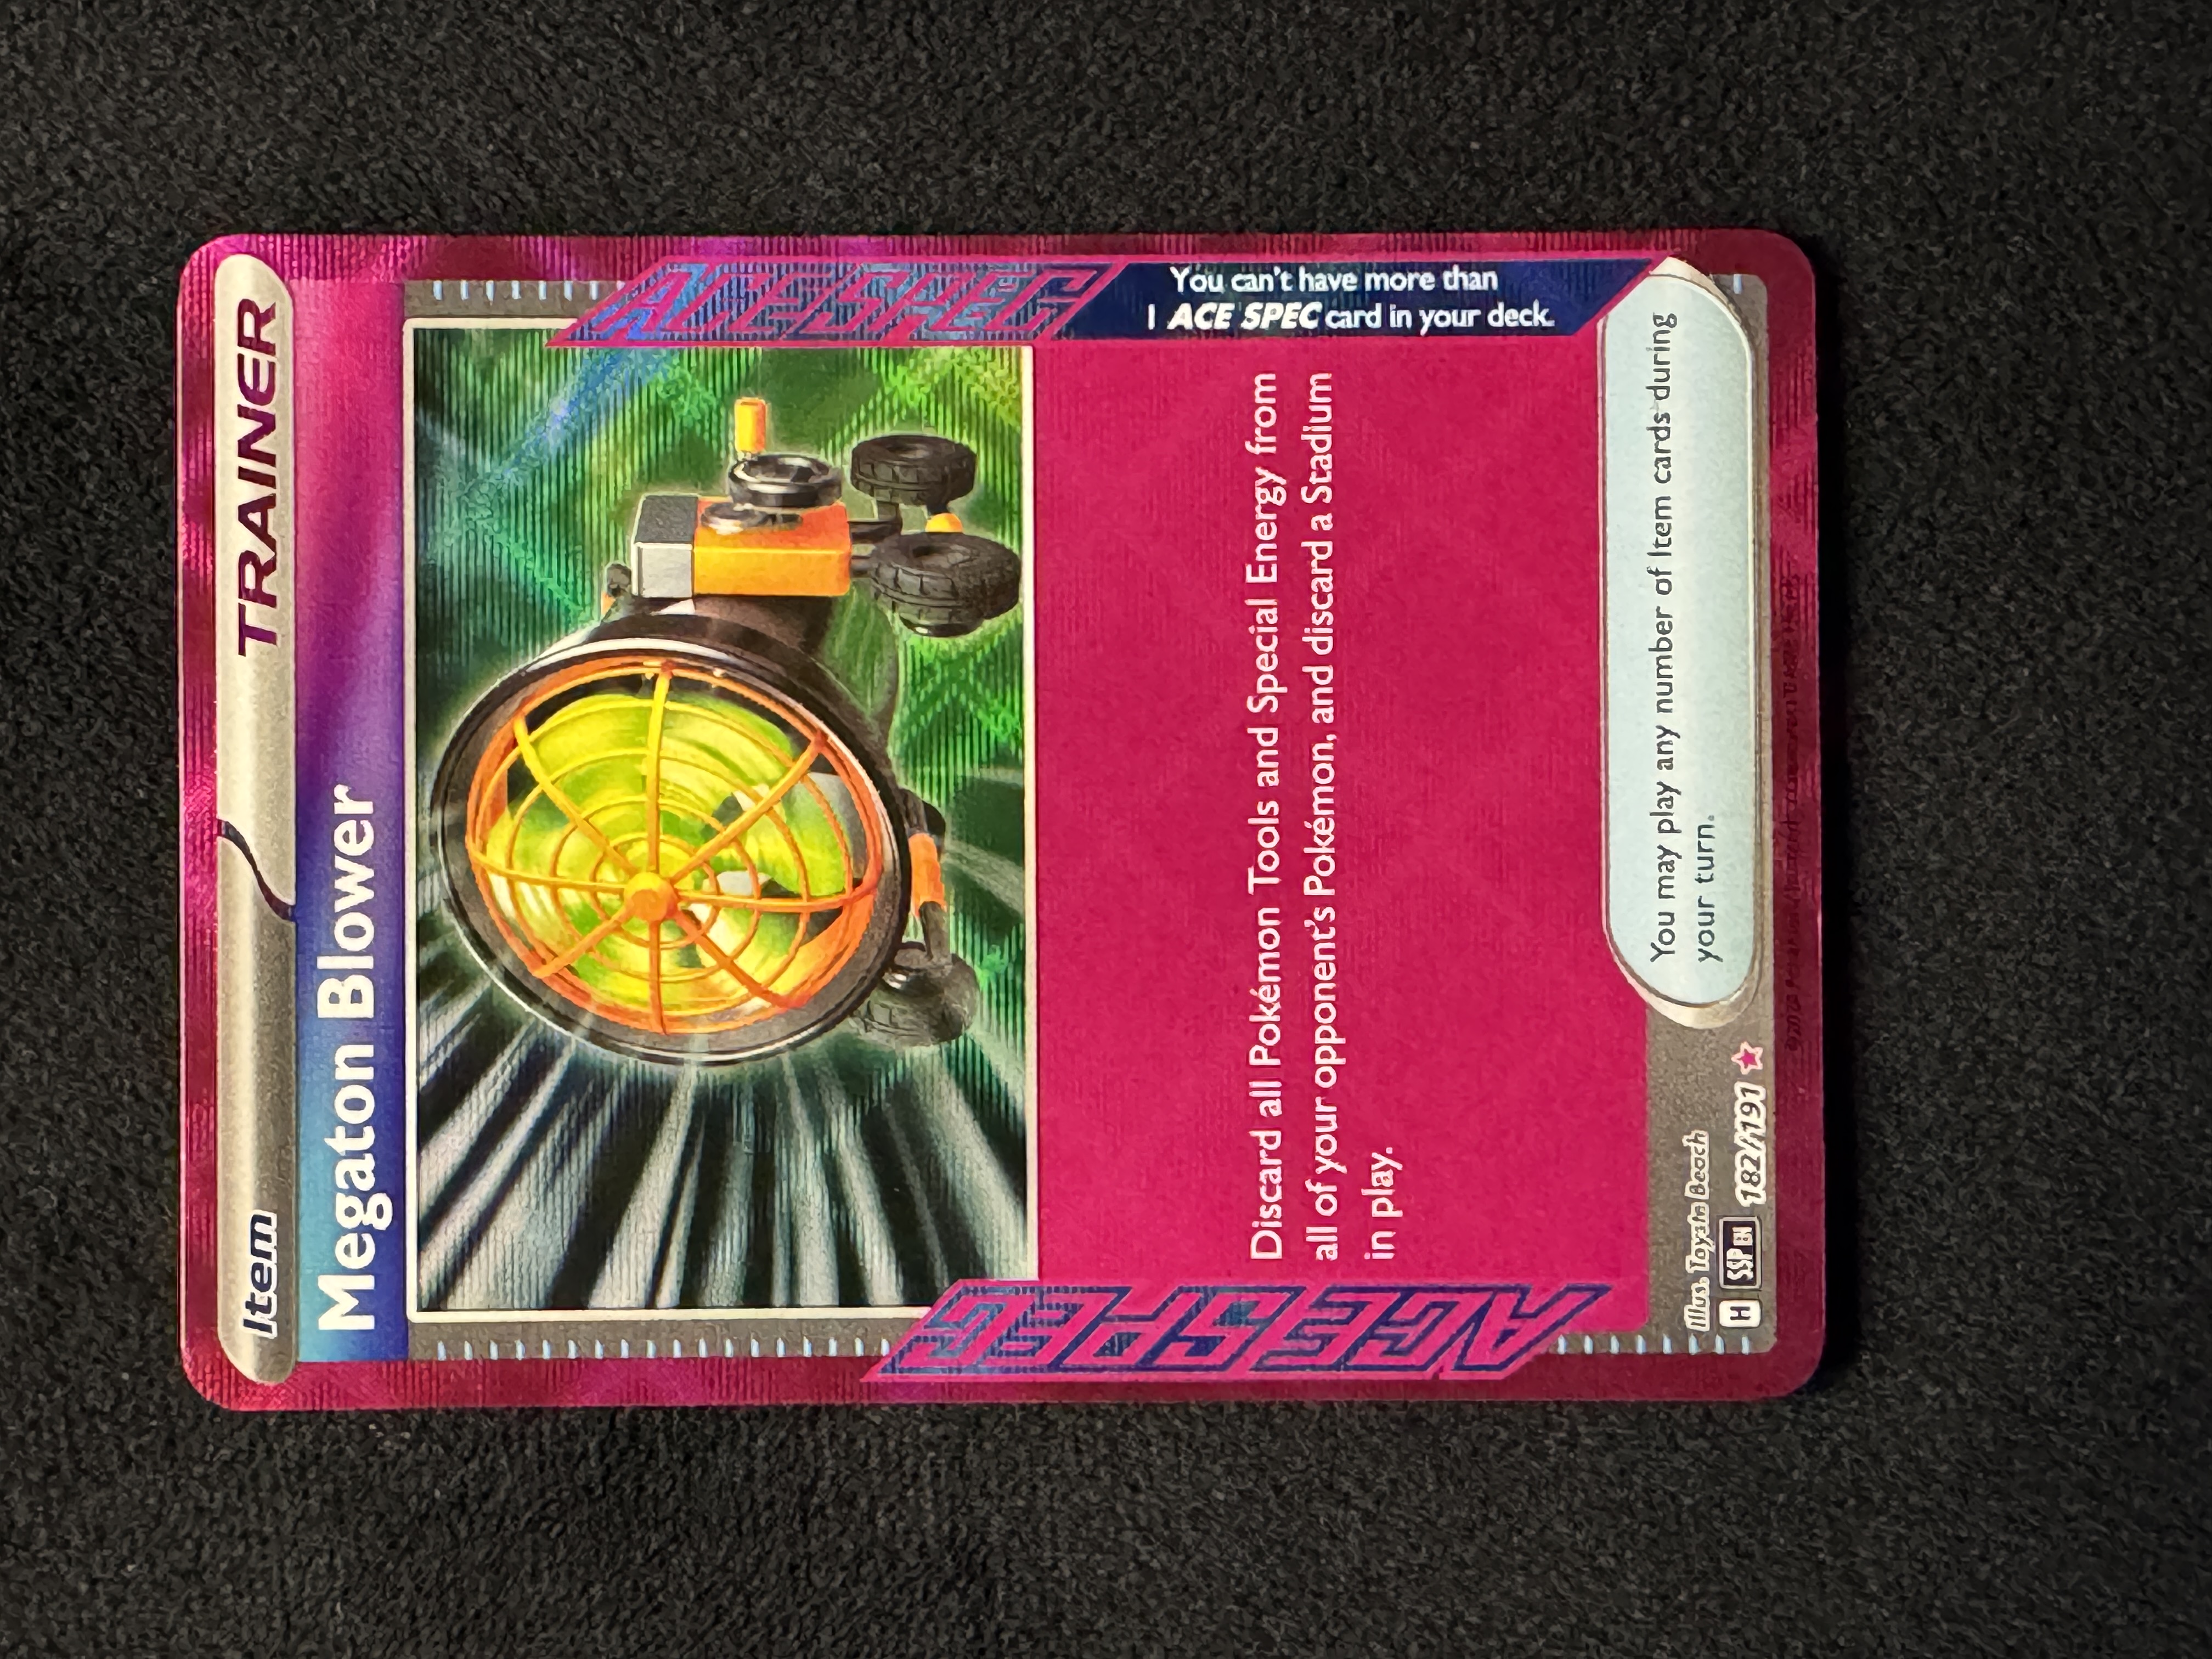 Item
TRAINER
Megaton Blower
ACE SPEC
You can't have more than
1 ACE SPEC card in your deck.
Discard all Pokémon Tools and Special Energy from
all of your opponent's Pokémon, and discard a Stadium
in play.
ACE SPEC
Illus. Toyste Beach
H SSP EN 182/191
You may play any number of Item cards during
your turn.